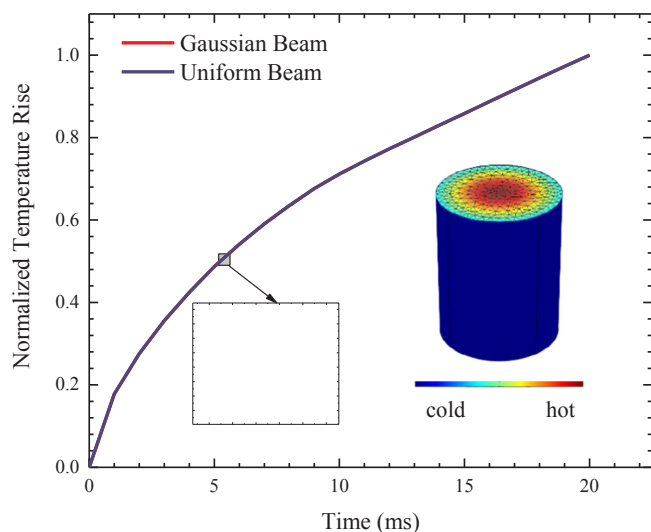 Gaussian Beam
Uniform Beam
Normalized Temperature Rise
1.0
0.8
0.6
0.4
0.2
0.0
cold hot
0 5 10 15 20
Time (ms)